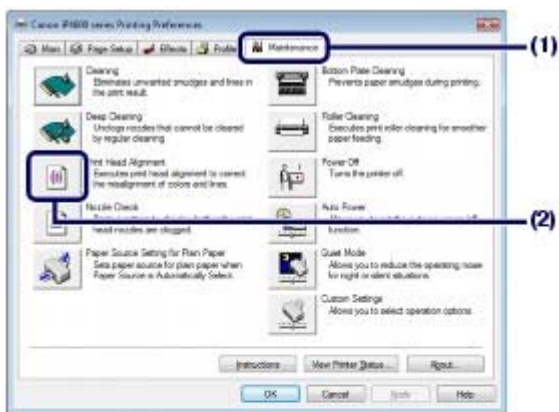 Canon iP4600 series Printing Preferences
Main Page Setup Effects Profile Maintenance
(1)
Cleaning
Eliminates unwanted smudges and lines in
the print result.
Deep Cleaning
Unclogs nozzles that cannot be cleared
by regular cleaning.
Print Head Alignment
Executes print head alignment to correct
the misalignment of colors and lines.
Nozzle Check
head nozzles are clogged.
Paper Source Setting for Plain Paper
Sets paper source for plain paper when
Paper Source is Automatically Select.
Bottom Plate Cleaning
Prevents paper smudges during printing.
Roller Cleaning
Executes print roller cleaning for smoother
paper feeding.
Power Off
Turns the printer off.
Auto Power
function.
(2)
Quiet Mode
Allows you to reduce the operating noise
for night or silent situations.
Custom Settings
Allows you to select operation options.
Instructions View Printer Status... About...
OK Cancel Apply Help